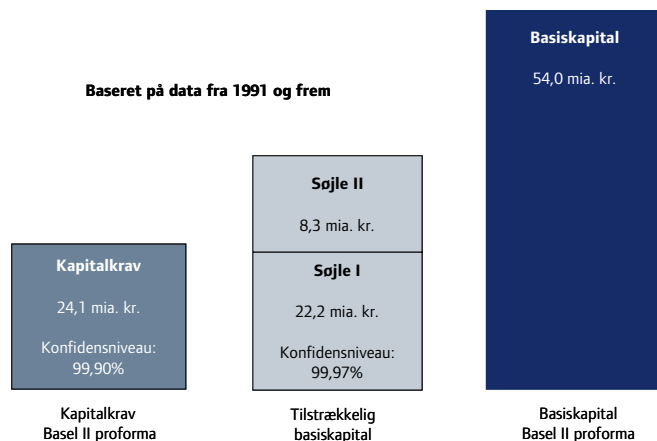 Baseret på data fra 1991 og frem
Kapitalkrav
24,1 mia. kr.
Konfidensniveau:
99,90%
Kapitalkrav
Basel II proforma
Søjle II
8,3 mia. kr.
Søjle I
22,2 mia. kr.
Konfidensniveau:
99,97%
Tilstrækkelig
basiskapital
Basiskapital
54,0 mia. kr.
Basiskapital
Basel II proforma